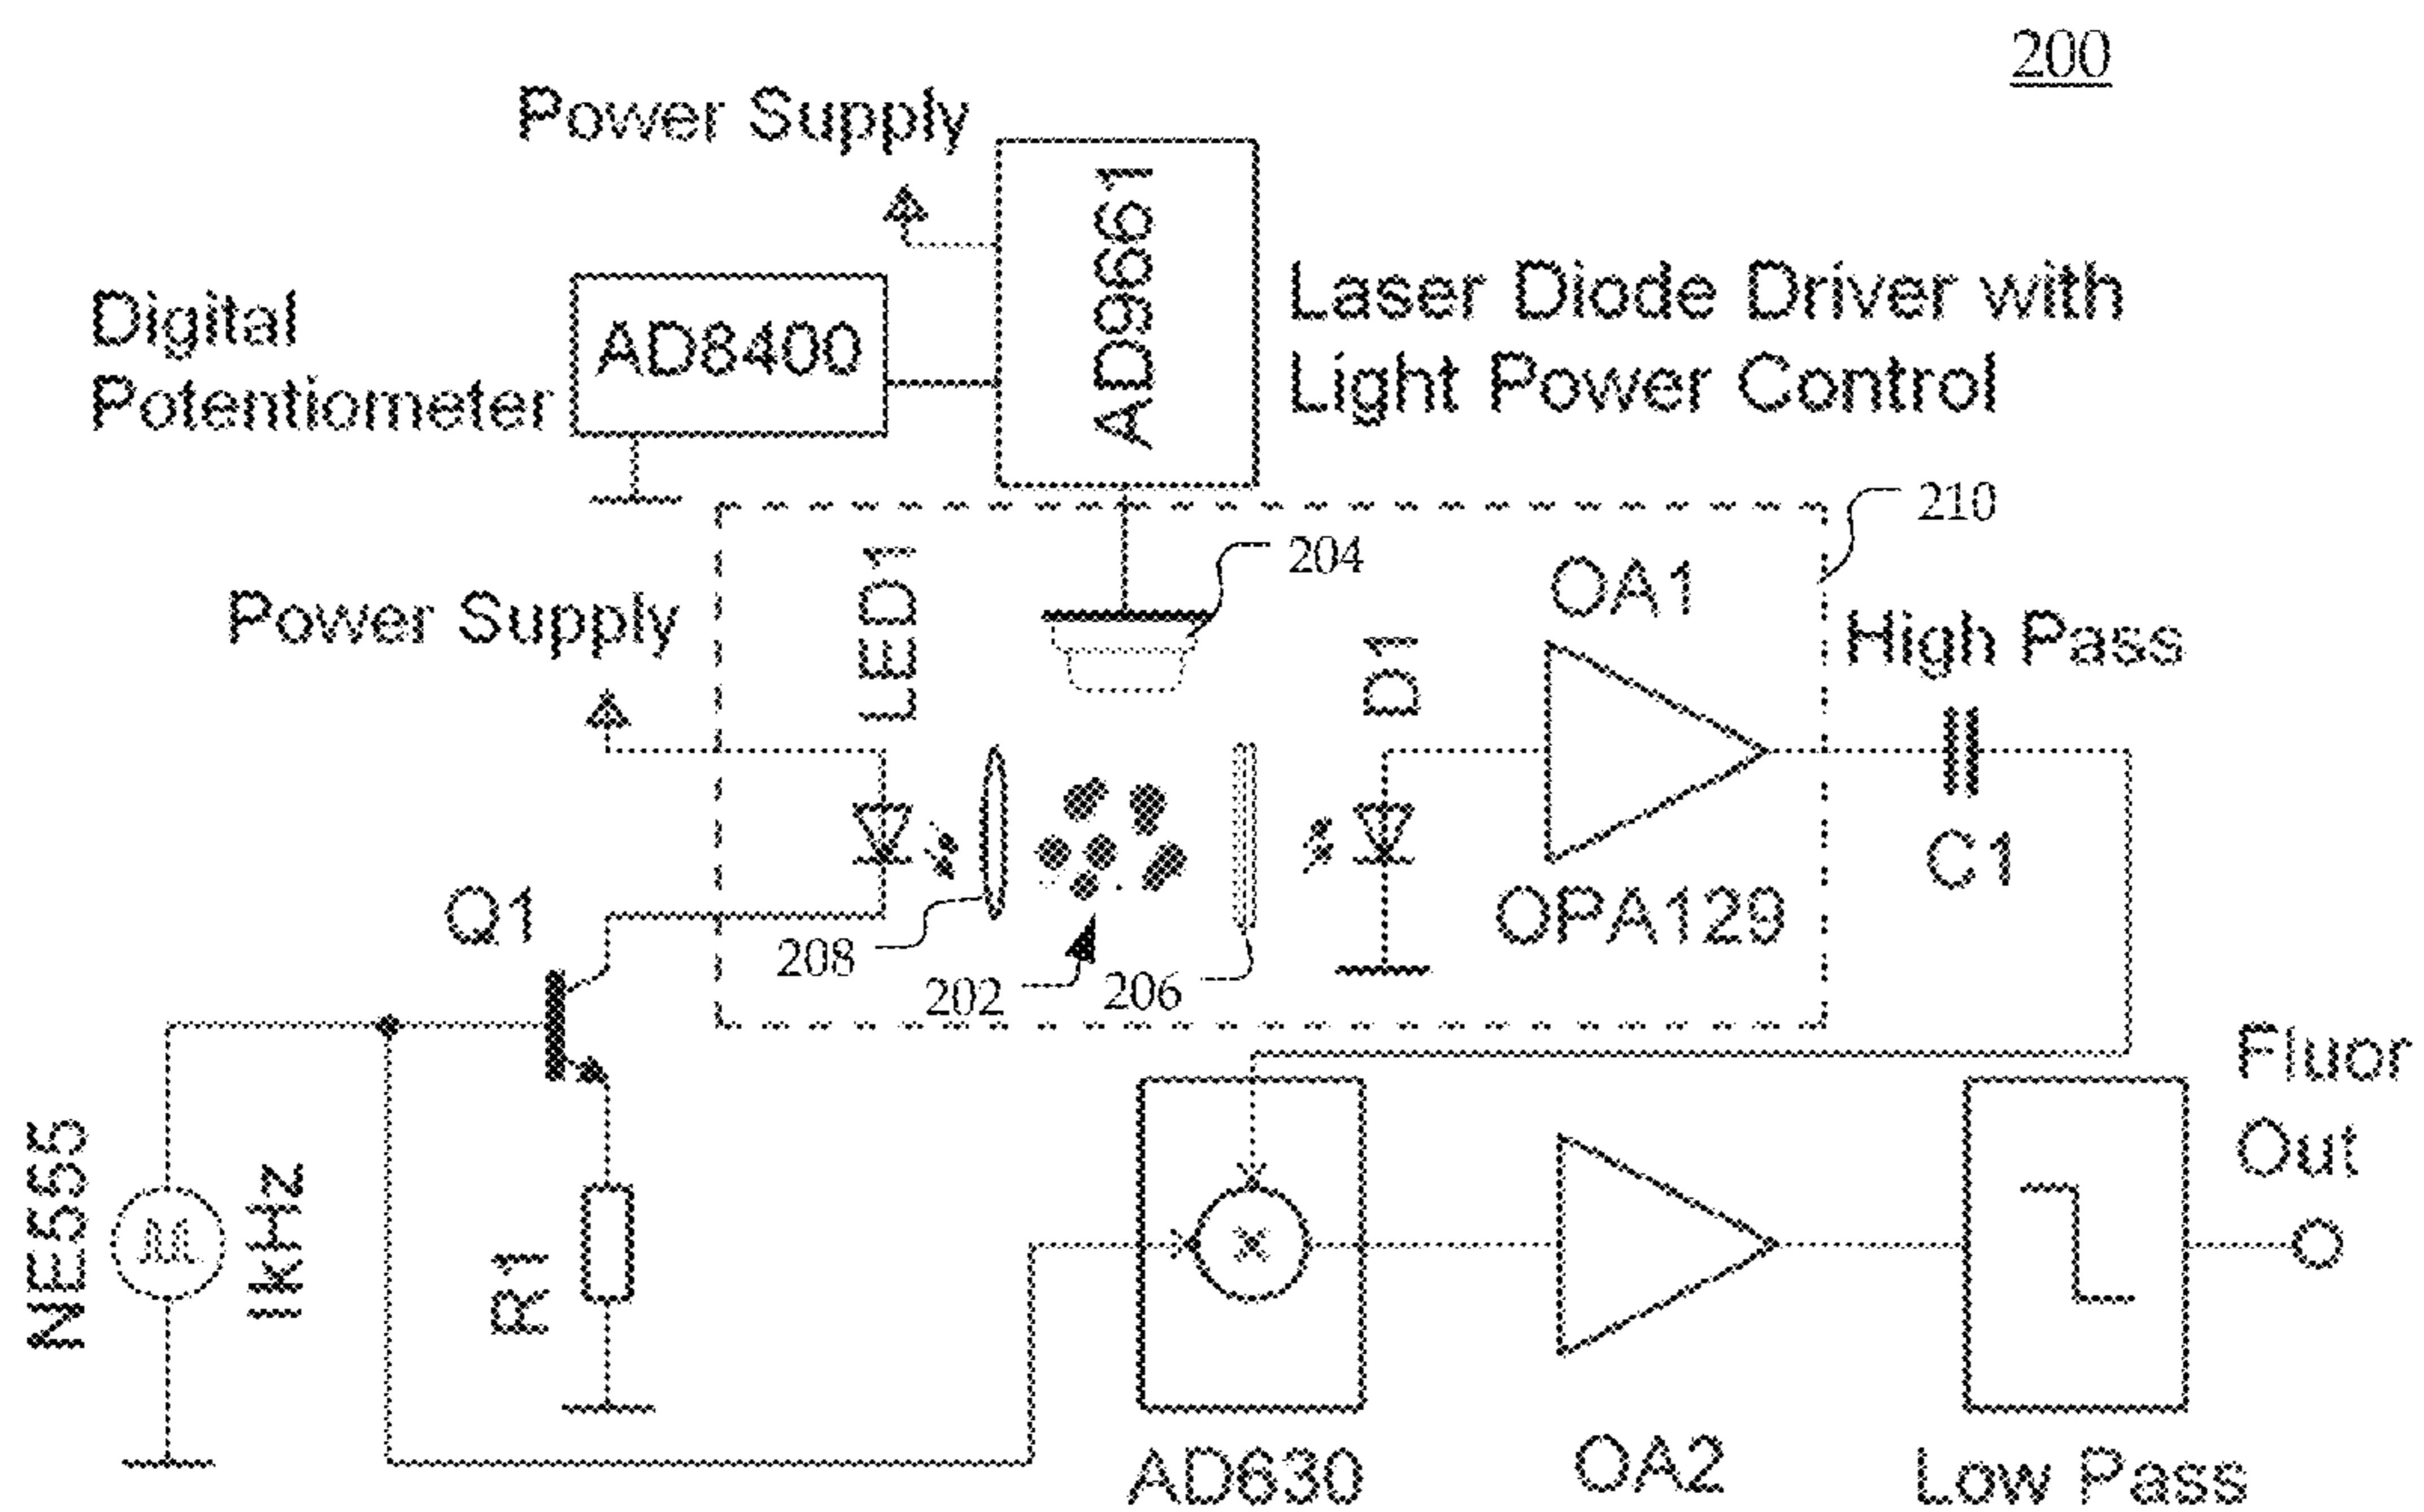 200
Power Supply
AD9661
Digital
Potentiometer
AD8400
Laser Diode Driver with
Light Power Control
210
204
LED1
OA1
Power Supply
D1
High Pass
C1
OPA129
Q1
208
202
206
Fluor
Out
NE555
1kHz
R1
AD630
OA2
Low Pass